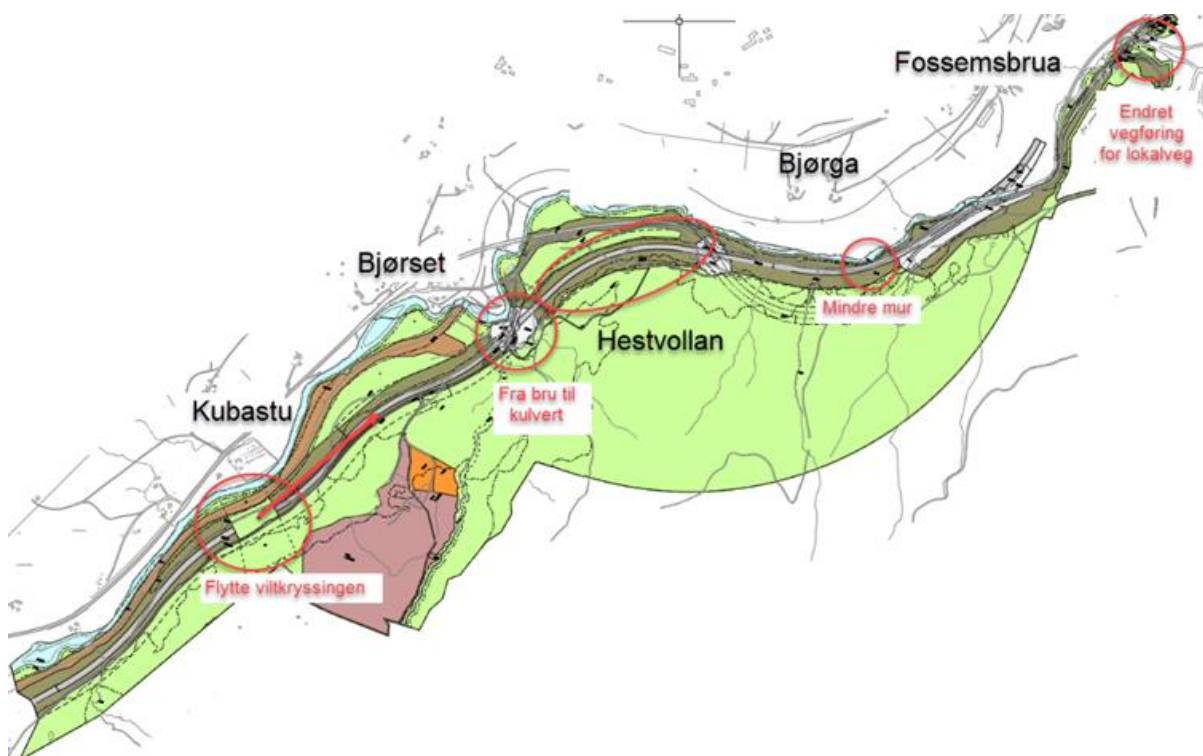 Fossemsbrua
Endret
vegføring
for lokalveg
Bjørga
Bjørset
Mindre mur
Hestvollan
Fra bru til
kulvert
Kubastu
Flytte viltkryssingen